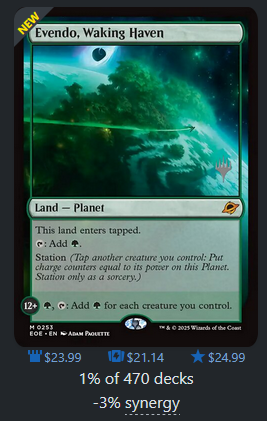 NEW
Evendo, Waking Haven
Land — Planet
This land enters tapped.
: Add .
Station (Tap another creature you control: Put
charge counters equal to its power on this Planet.
Station only as a sorcery.)
12+ , : Add for each creature you control.
M 0253
EOE • EN ADAM PAQUETTE
™ & © 2025 Wizards of the Coast
$23.99 $21.14 $24.99
1% of 470 decks
-3% synergy